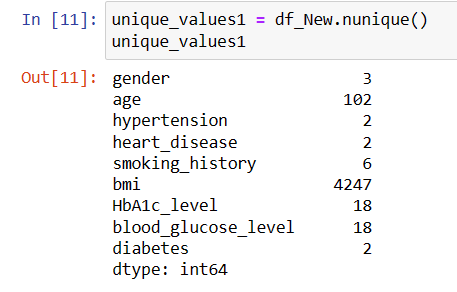 In [11]: unique_values1 = df_New.nunique()
unique_values1
Out[11]: gender 3
age 102
hypertension 2
heart_disease 2
smoking_history 6
bmi 4247
HbA1c_level 18
blood_glucose_level 18
diabetes 2
dtype: int64